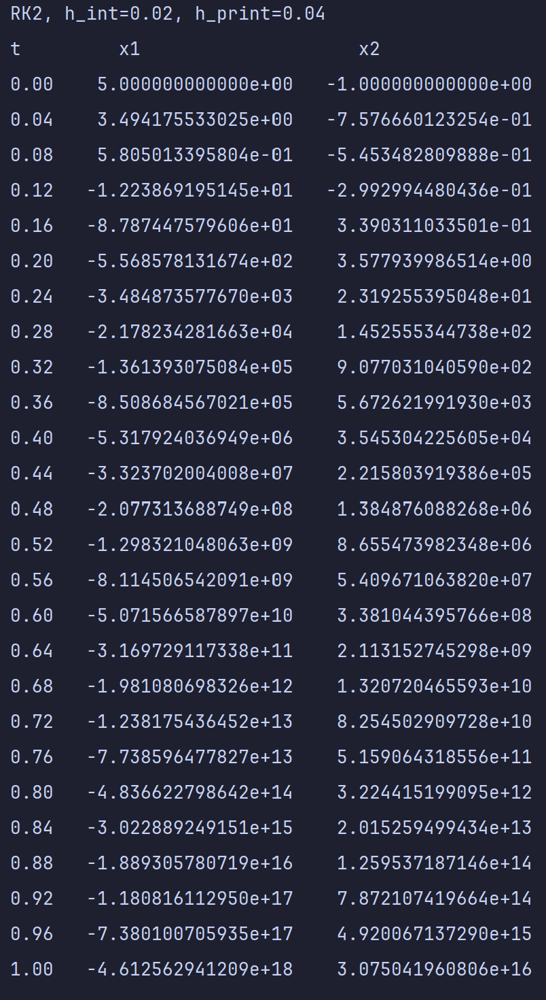 RK2, h_int=0.02, h_print=0.04
t x1 x2
0.00 5.000000000000e+00 -1.000000000000e+00
0.04 3.494175533025e+00 -7.576660123254e-01
0.08 5.805013395804e-01 -5.453482809888e-01
0.12 -1.223869195145e+01 -2.992994480436e-01
0.16 -8.787447579606e+01 3.390311033501e-01
0.20 -5.568578131674e+02 3.577939986514e+00
0.24 -3.484873577670e+03 2.319255395048e+01
0.28 -2.178234281663e+04 1.452555344738e+02
0.32 -1.361393075084e+05 9.077031040590e+02
0.36 -8.508684567021e+05 5.672621991930e+03
0.40 -5.317924036949e+06 3.545304225605e+04
0.44 -3.323702004008e+07 2.215803919386e+05
0.48 -2.077313688749e+08 1.384876088268e+06
0.52 -1.298321048063e+09 8.655473982348e+06
0.56 -8.114506542091e+09 5.409671063820e+07
0.60 -5.071566587897e+10 3.381044395766e+08
0.64 -3.169729117338e+11 2.113152745298e+09
0.68 -1.981080698326e+12 1.320720465593e+10
0.72 -1.238175436452e+13 8.254502909728e+10
0.76 -7.738596477827e+13 5.159064318556e+11
0.80 -4.836622798642e+14 3.224415199095e+12
0.84 -3.022889249151e+15 2.015259499434e+13
0.88 -1.889305780719e+16 1.259537187146e+14
0.92 -1.180816112950e+17 7.872107419664e+14
0.96 -7.380100705935e+17 4.920067137290e+15
1.00 -4.612562941209e+18 3.075041960806e+16